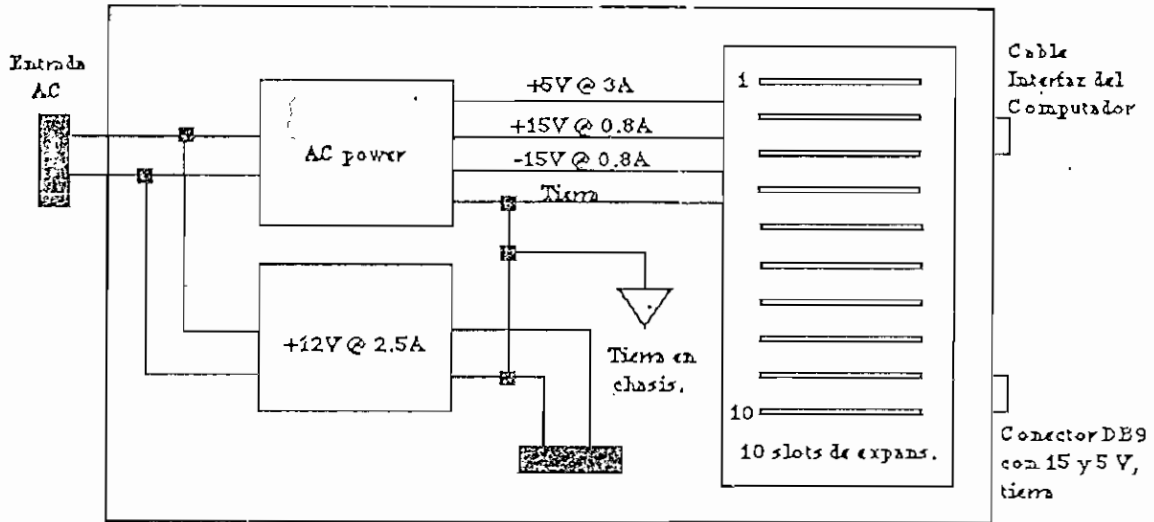 Entrada
AC
AC power
+5V @ 3A
+15V @ 0.8A
-15V @ 0.8A
Tierra
+12V @ 2.5A
Tierra en
chasis.
1
10
10 slots de expans.
Cable
Interfaz del
Computador
Conector DB9
con 15 y 5 V,
tierra